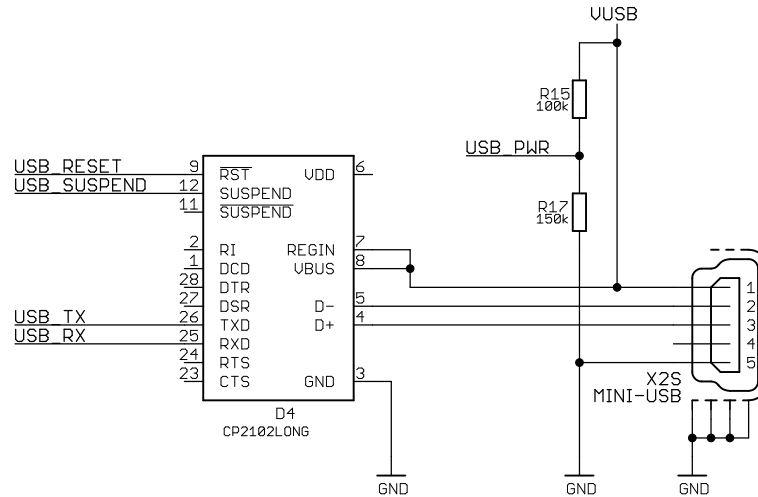 VUSB
R15
100k
USB_PWR
R17
150k
USB_RESET 9 RST VDD 6
USB_SUSPEND 12 SUSPEND
11 SUSPEND
2 RI REGIN 7
1 DCD VBUS 8
28 DTR
27 DSR D- 5
USB_TX 26 TXD D+ 4
USB_RX 25 RXD
24 RTS
23 CTS GND 3
D4
CP2102LONG
1
2
3
4
5
X2S
MINI-USB
GND
GND
GND